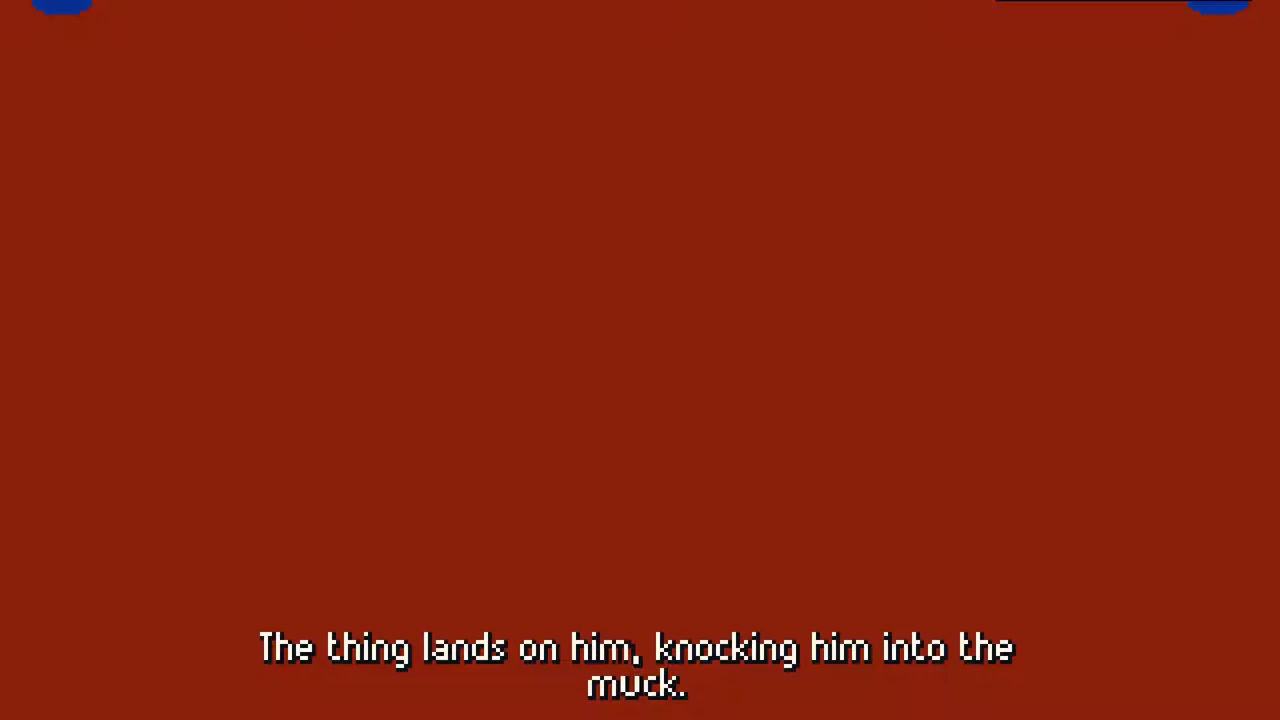 The thing lands on him, knocking him into the
muck.